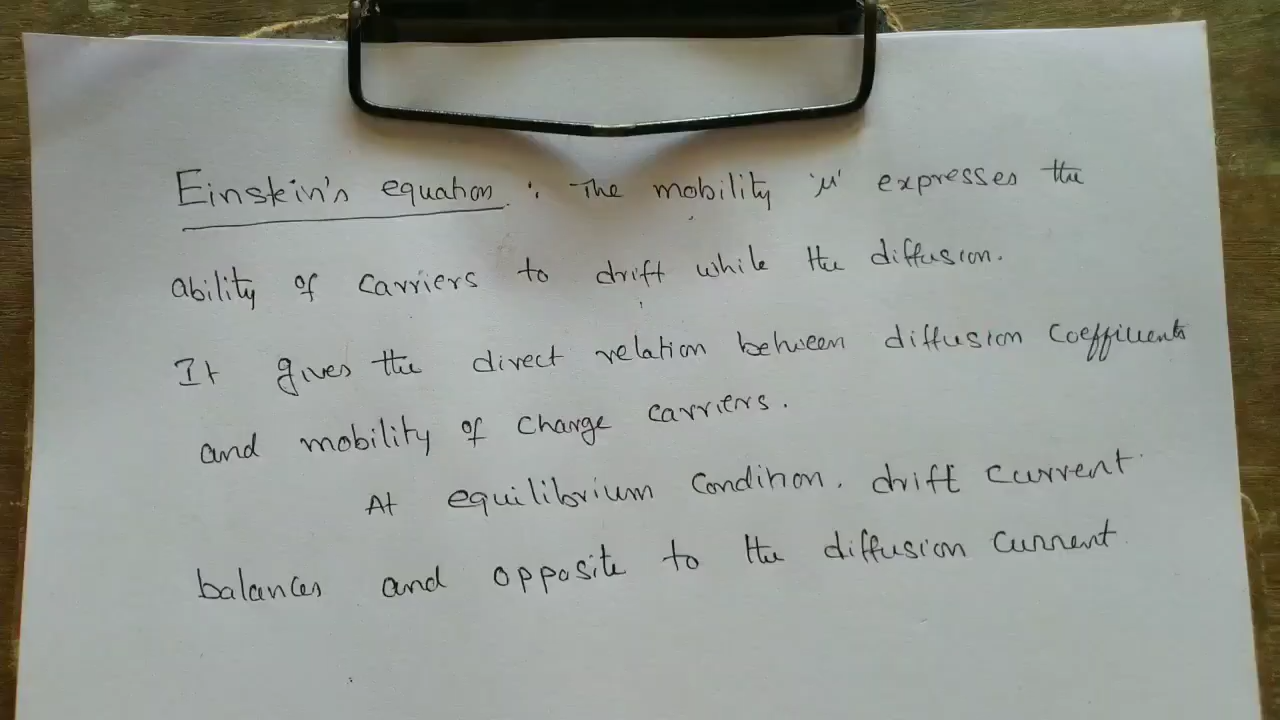 Einstein's equation : The mobility 'μ' expresses the
ability of carriers to drift while the diffusion.
It gives the direct relation between diffusion coefficients
and mobility of charge carriers.
At equilibrium condition. drift current
balances and opposite to the diffusion current.